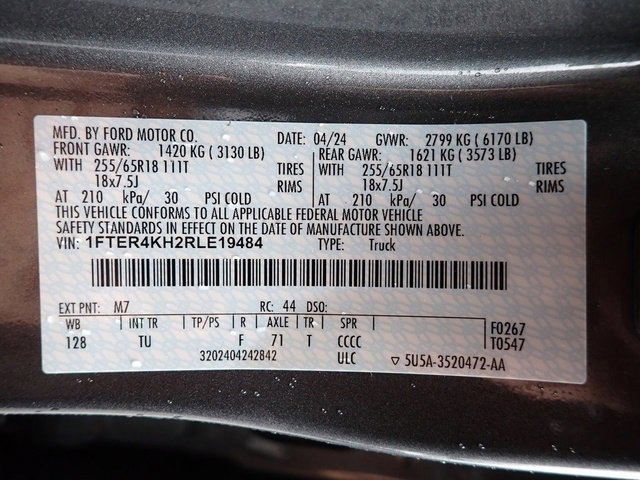 MFD. BY FORD MOTOR CO. DATE: 04/24 GVWR: 2799 KG ( 6170 LB)
FRONT GAWR: 1420 KG ( 3130 LB) REAR GAWR: 1621 KG ( 3573 LB)
WITH 255/65R18 111T TIRES WITH 255/65R18 111T TIRES
18x7.5J RIMS 18x7.5J RIMS
AT 210 kPa/ 30 PSI COLD AT 210 kPa/ 30 PSI COLD
THIS VEHICLE CONFORMS TO ALL APPLICABLE FEDERAL MOTOR VEHICLE
SAFETY STANDARDS IN EFFECT ON THE DATE OF MANUFACTURE SHOWN ABOVE.
VIN: 1FTER4KH2RLE19484 TYPE: Truck
EXT PNT: M7 RC: 44 DSO:
WB INT TR TP/PS R AXLE TR SPR F0267
128 TU F 71 T CCCC T0547
3202404242842 ULC ▽ 5U5A-3520472-AA